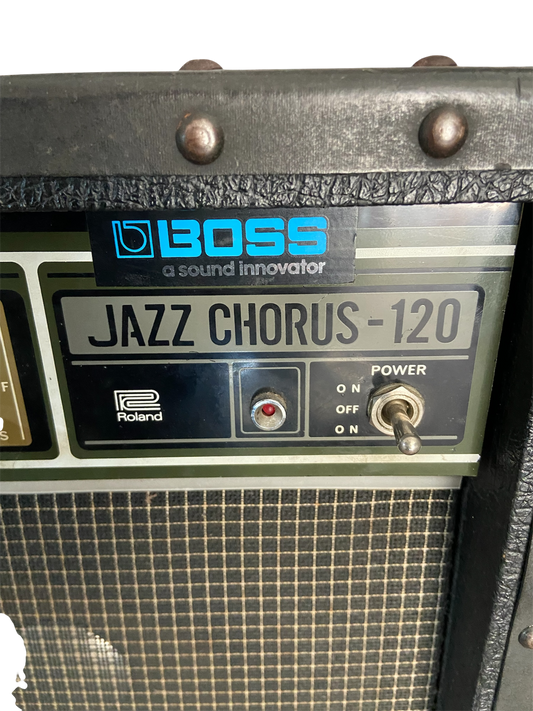 BOSS
a sound innovator
JAZZ CHORUS-120
POWER
ON
OFF
ON
Roland